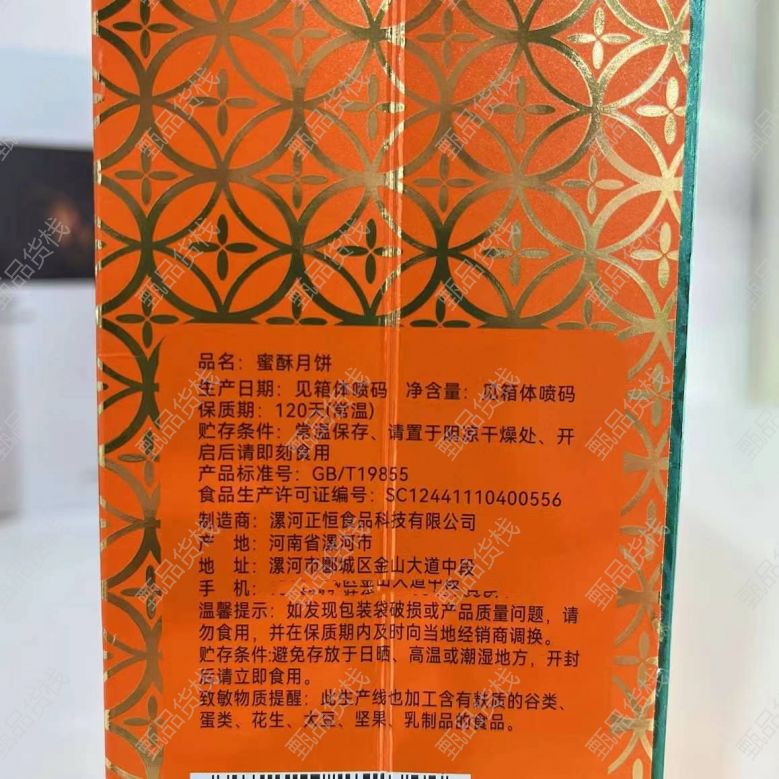 品名：蜜酥月饼
生产日期：见箱体喷码 净含量：见箱体喷码
保质期：120天(常温)
贮存条件：常温保存、请置于阴凉干燥处、开
启后请即刻食用
产品标准号：GB/T19855
食品生产许可证编号：SC12441110400556
制造商：漯河正恒食品科技有限公司
产 地：河南省漯河市
地 址：漯河市郾城区金山大道中段
手 机：
温馨提示：如发现包装袋破损或产品质量问题，请
勿食用，并在保质期内及时向当地经销商调换。
贮存条件:避免存放于日晒、高温或潮湿地方，开封
后请立即食用。
致敏物质提醒：此生产线也加工含有麸质的谷类、
蛋类、花生、大豆、坚果、乳制品的食品。
甄品货栈